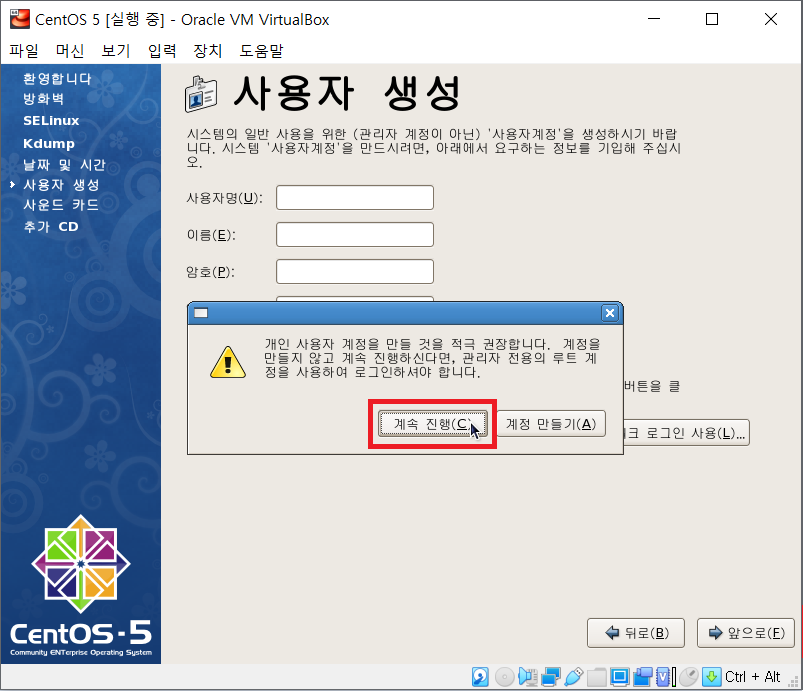 CentOS 5 [실행 중] - Oracle VM VirtualBox
파일 머신 보기 입력 장치 도움말
환영합니다
방화벽
SELinux
Kdump
날짜 및 시간
사용자 생성
사운드 카드
추가 CD
CentOS-5
Community ENTerprise Operating System
사용자 생성
시스템의 일반 사용을 위한 (관리자 계정이 아닌) '사용자계정'을 생성하시기 바랍
니다. 시스템 '사용자계정'을 만드시려면, 아래에서 요구하는 정보를 기입해 주십시
오.
사용자명(U):
이름(E):
암호(P):
개인 사용자 계정을 만들 것을 적극 권장합니다. 계정을
만들지 않고 계속 진행하신다면, 관리자 전용의 루트 계
정을 사용하여 로그인하셔야 합니다.
계속 진행(C) 계정 만들기(A)
버튼을 클
크 로그인 사용(L)...
뒤로(B) 앞으로(F)
Ctrl + Alt